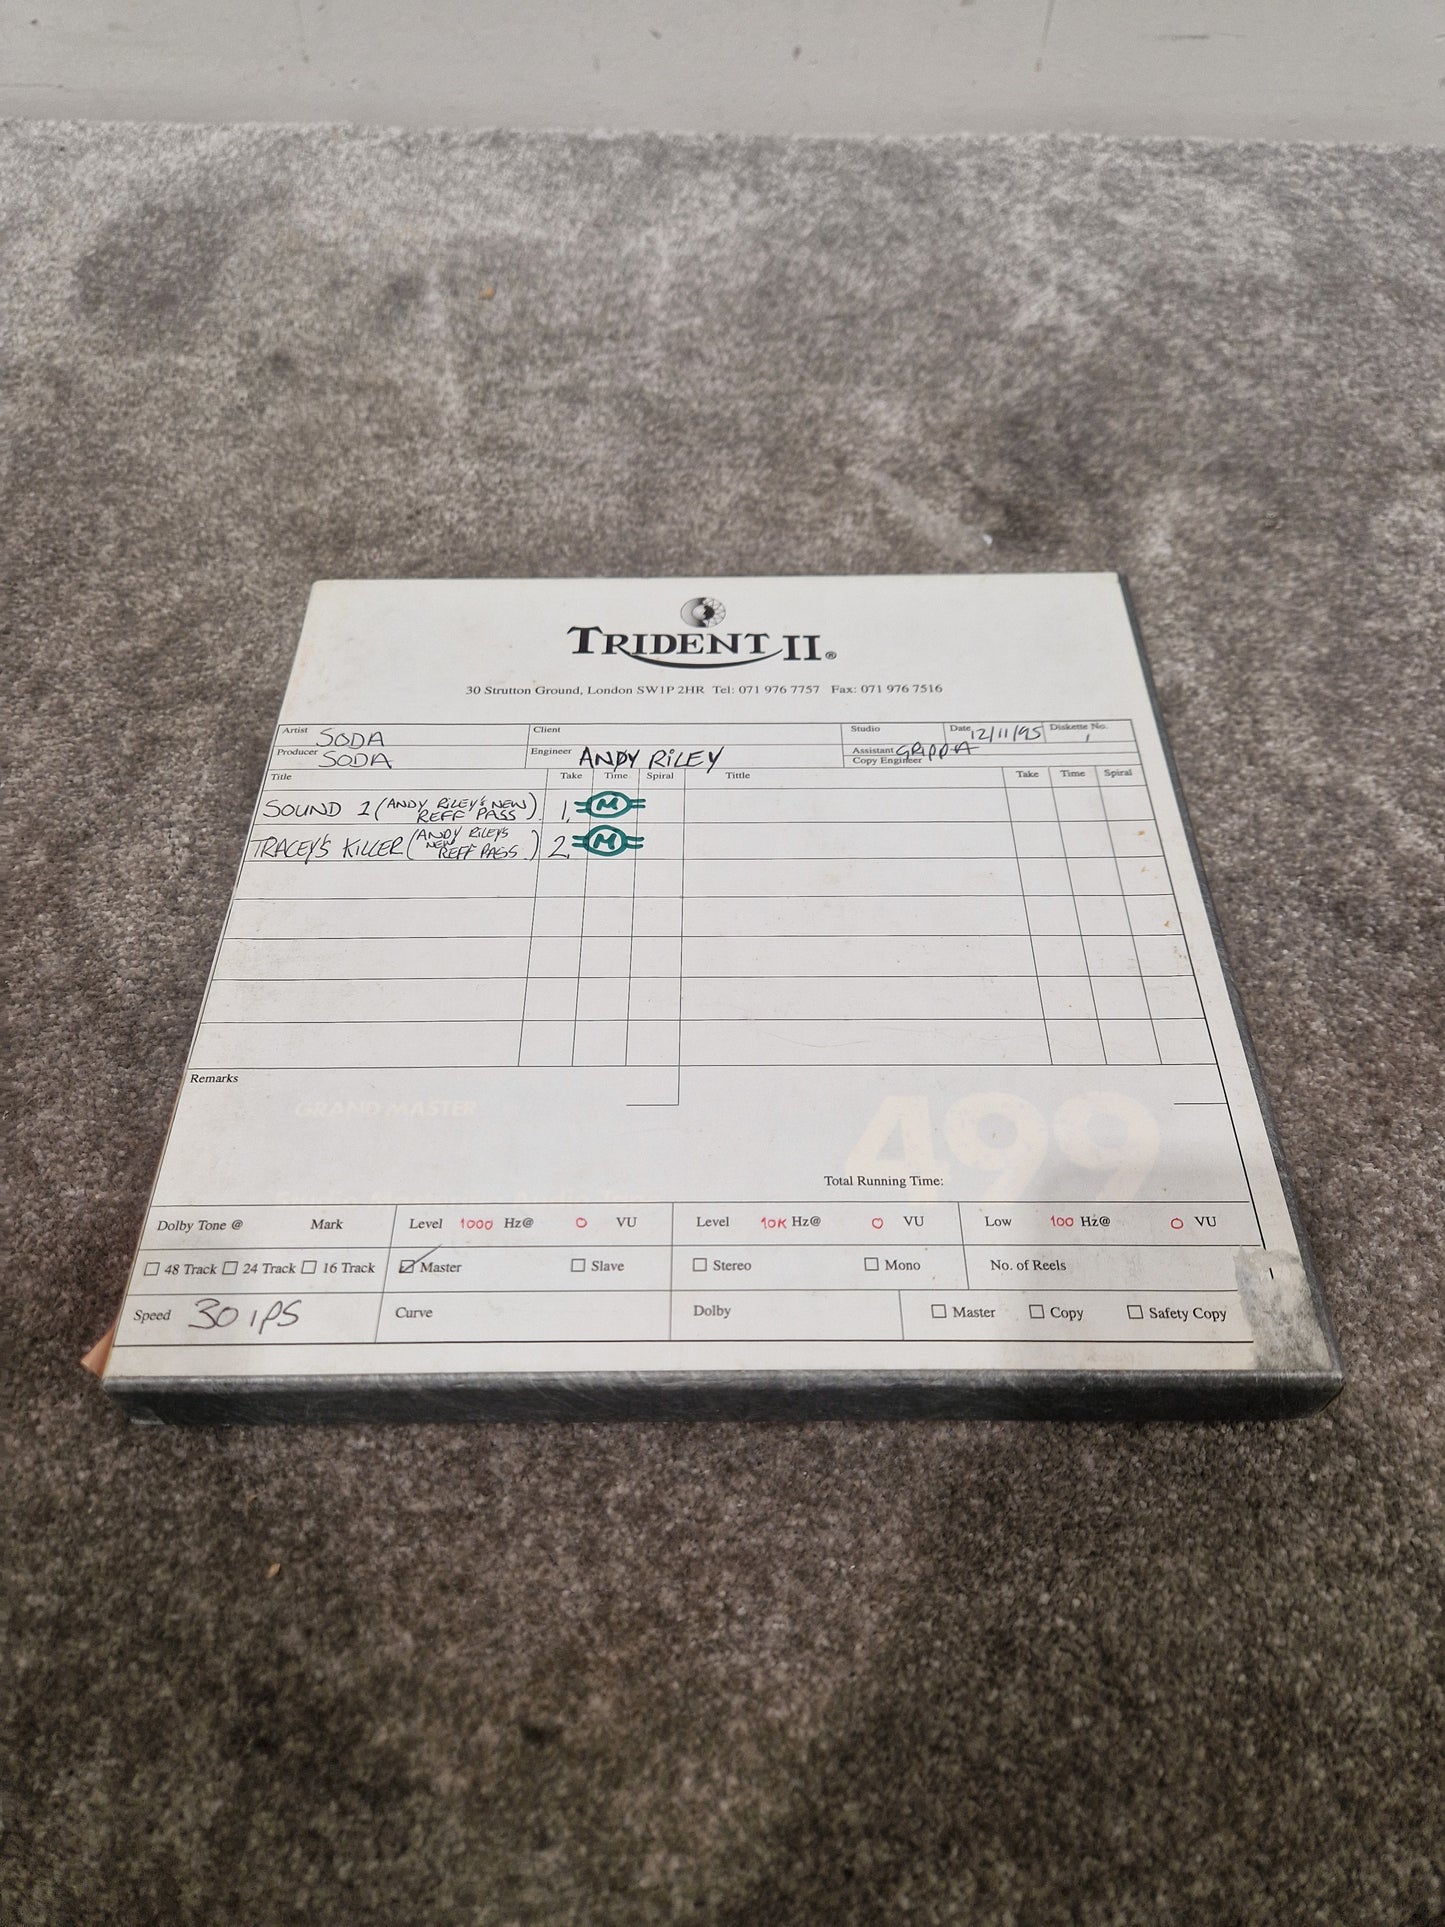 TRIDENT II®
30 Strutton Ground, London SW1P 2HR Tel: 071 976 7757 Fax: 071 976 7516
Artist SODA Client Studio Date 12/11/95 Diskette No.
Producer SODA Engineer ANDY RILEY Assistant GRIPPA
Copy Engineer
Title Take Time Spiral Tittle Take Time Spiral
SOUND 1 (ANDY RILEY'S NEW REFF PASS) 1, M
TRACEY'S KILLER (ANDY RILEY'S NEW REFF PASS) 2, M
Remarks
GRAND MASTER
499
Total Running Time:
Dolby Tone @ Mark Level 1000 Hz@ 0 VU Level 10K Hz@ 0 VU Low 100 Hz@ 0 VU
48 Track 24 Track 16 Track Master Slave Stereo Mono No. of Reels 1
Speed 30 IPS Curve Dolby Master Copy Safety Copy